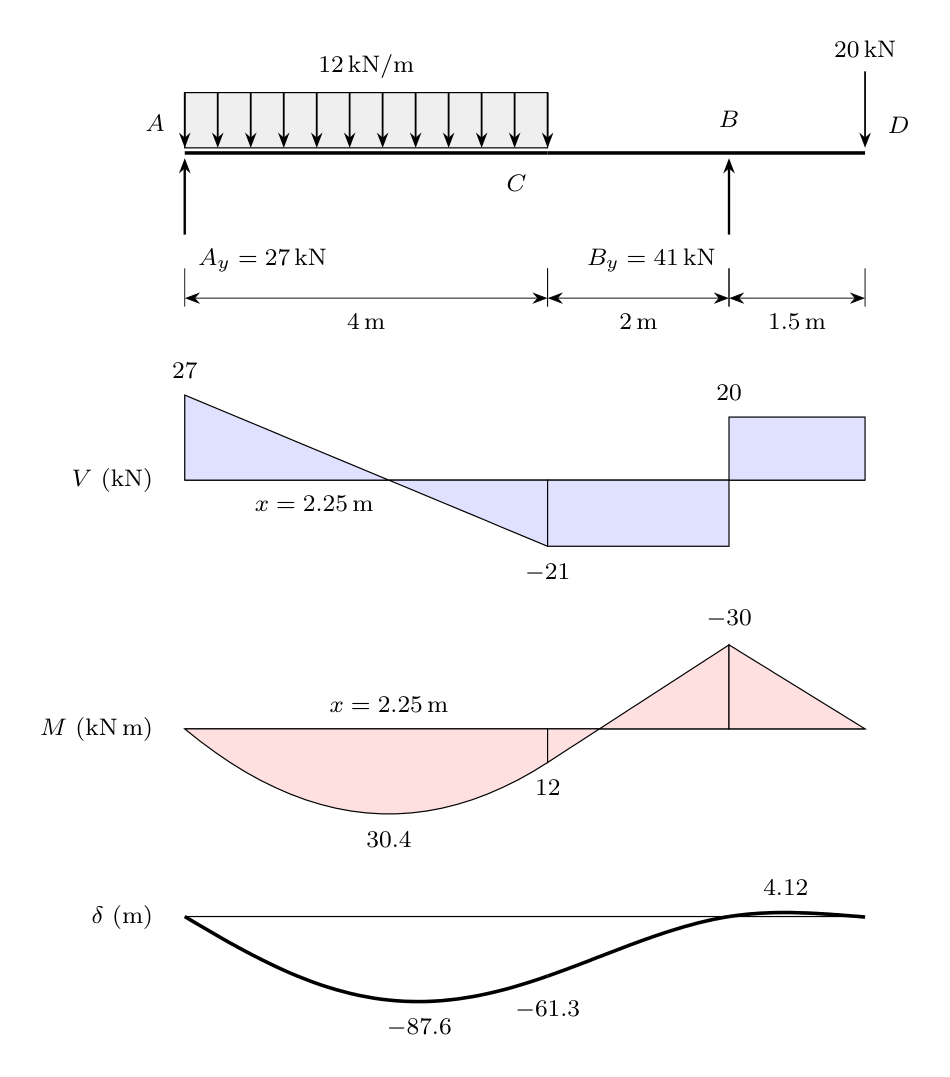 20 kN
12 kN/m
A
B
D
C
A_y = 27 kN
B_y = 41 kN
4 m
2 m
1.5 m
27
20
V (kN)
x = 2.25 m
−21
−30
x = 2.25 m
M (kN m)
12
30.4
4.12
δ (m)
−61.3
−87.6